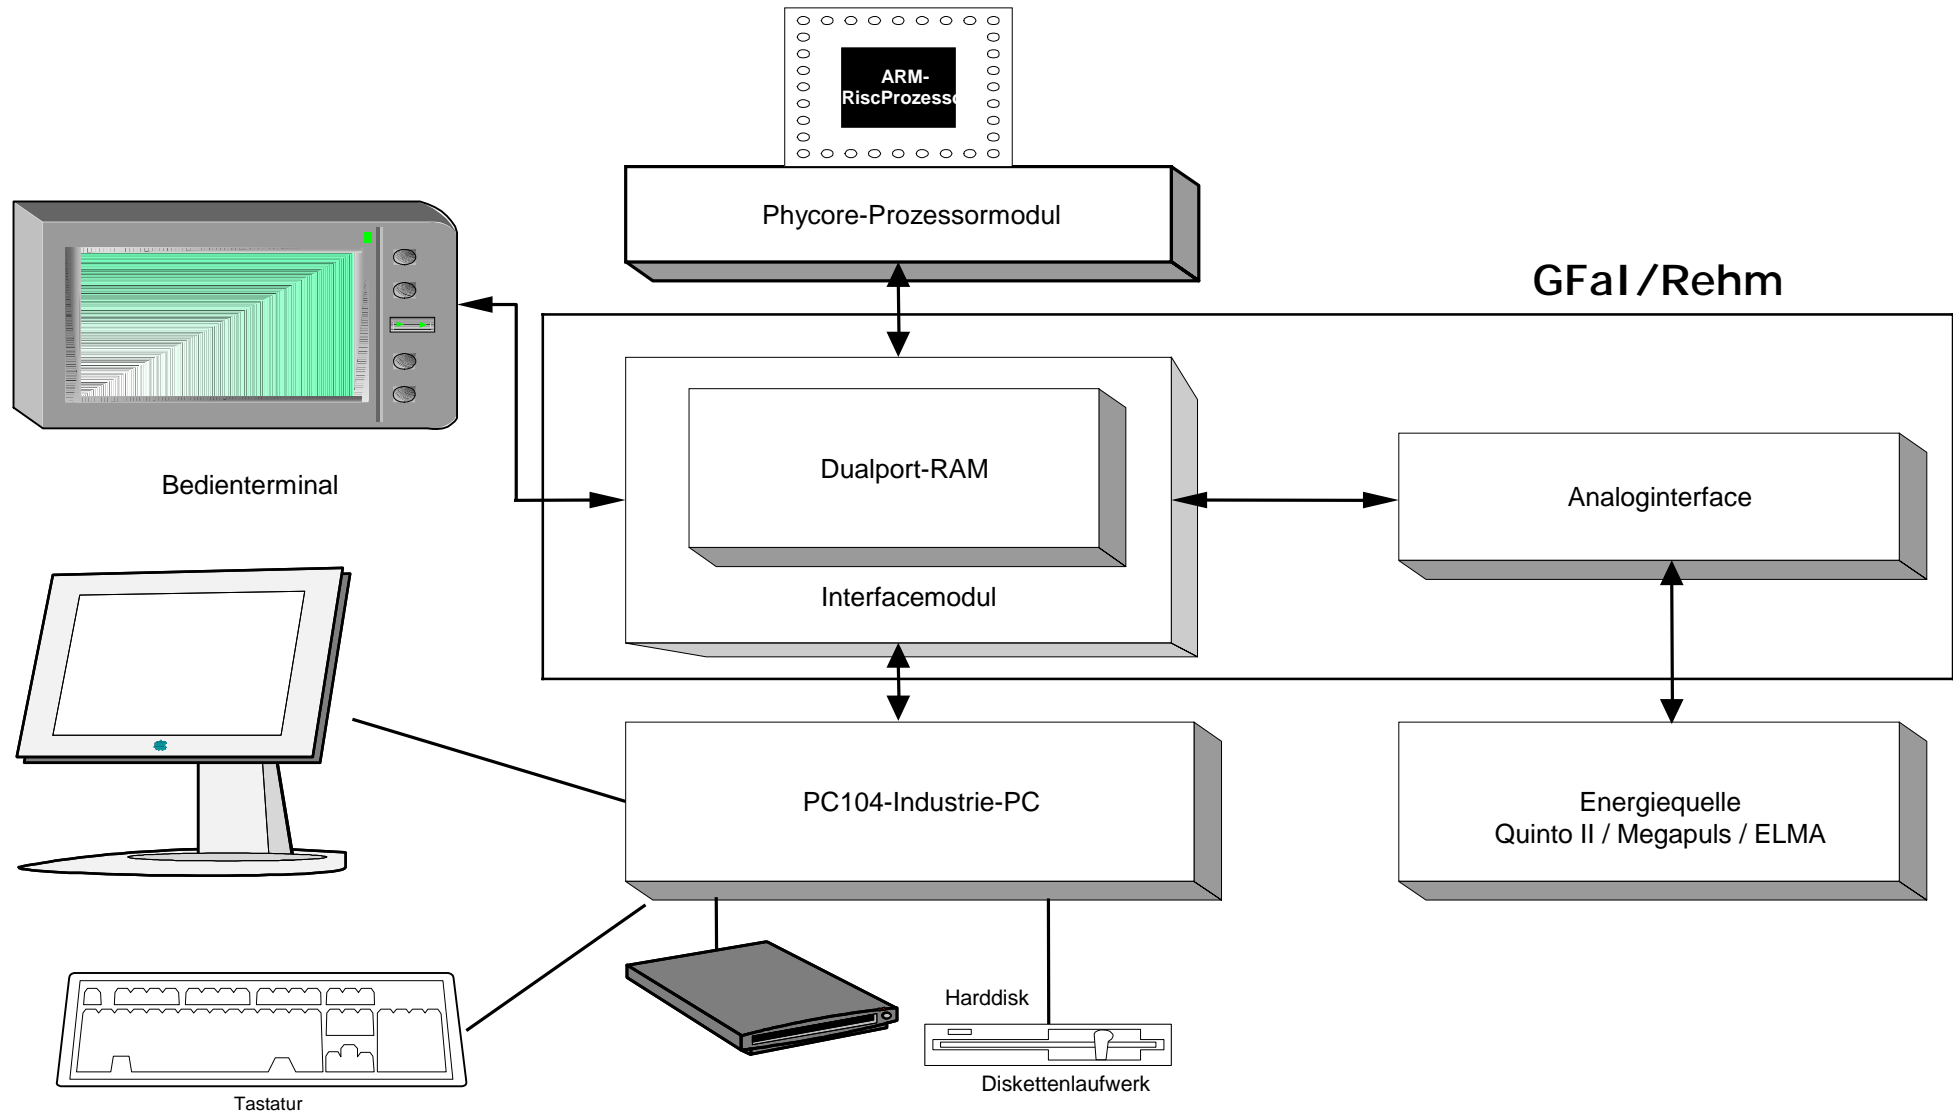 ARM-
RiscProzesso
Phycore-Prozessormodul
GFaI/Rehm
Dualport-RAM
Bedienterminal
Analoginterface
Interfacemodul
PC104-Industrie-PC
Energiequelle
Quinto II / Megapuls / ELMA
Harddisk
Diskettenlaufwerk
Tastatur